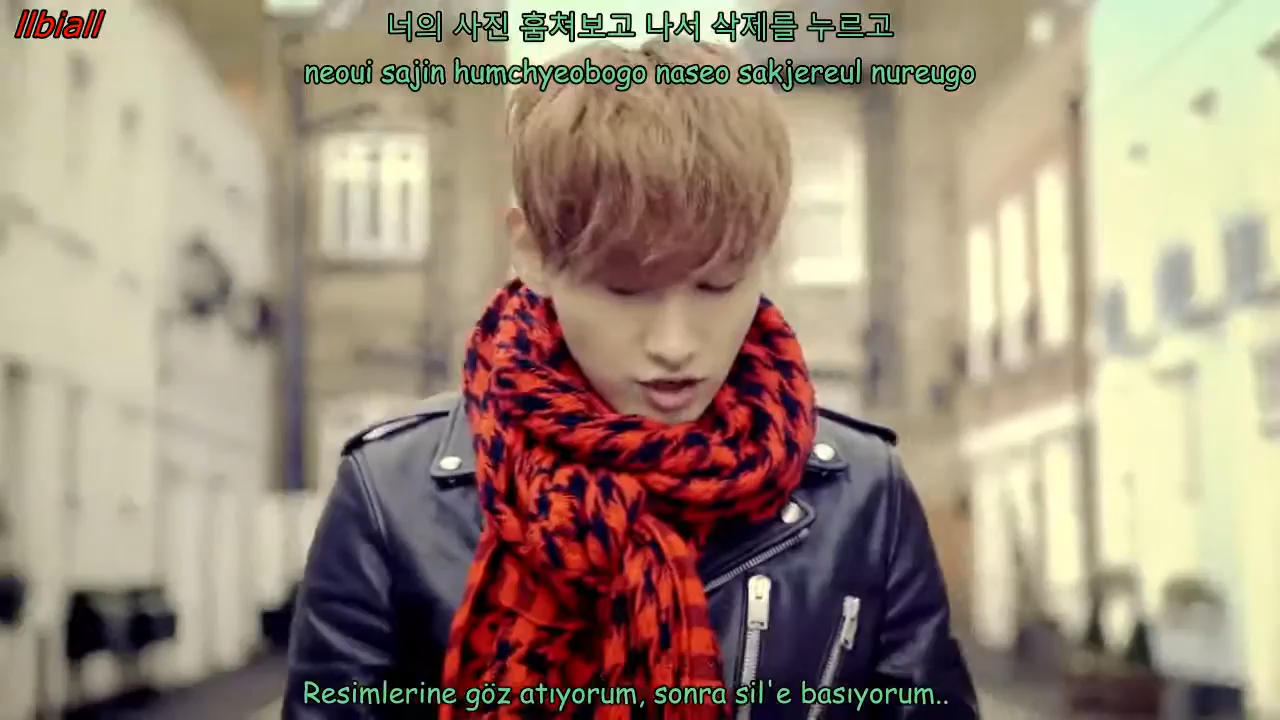 llbiall
너의 사진 훔쳐보고 나서 삭제를 누르고
neoui sajin humchyeobogo naseo sakjereul nureugo
Resimlerine göz atıyorum, sonra sil'e basıyorum..